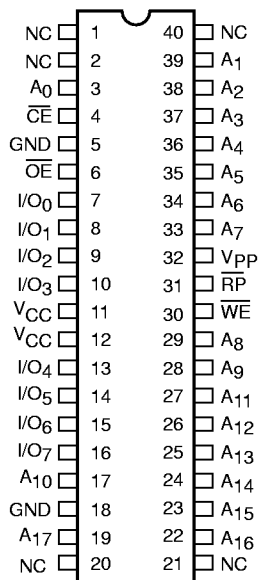 NC 1 40 NC
NC 2 39 A1
A0 3 38 A2
C̅E̅ 4 37 A3
GND 5 36 A4
O̅E̅ 6 35 A5
I/O0 7 34 A6
I/O1 8 33 A7
I/O2 9 32 VPP
I/O3 10 31 R̅P̅
VCC 11 30 W̅E̅
VCC 12 29 A8
I/O4 13 28 A9
I/O5 14 27 A11
I/O6 15 26 A12
I/O7 16 25 A13
A10 17 24 A14
GND 18 23 A15
A17 19 22 A16
NC 20 21 NC